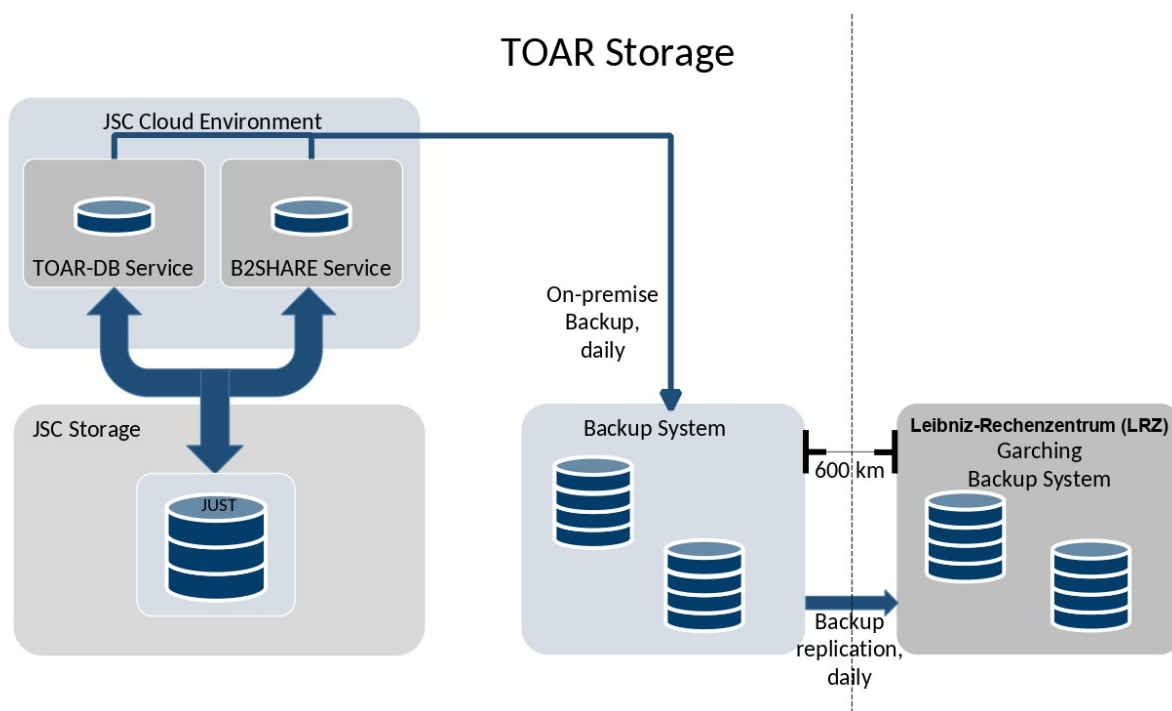 TOAR Storage
JSC Cloud Environment
TOAR-DB Service
B2SHARE Service
On-premise
Backup,
daily
JSC Storage
JUST
Backup System
600 km
Leibniz-Rechenzentrum (LRZ)
Garching
Backup System
Backup
replication,
daily